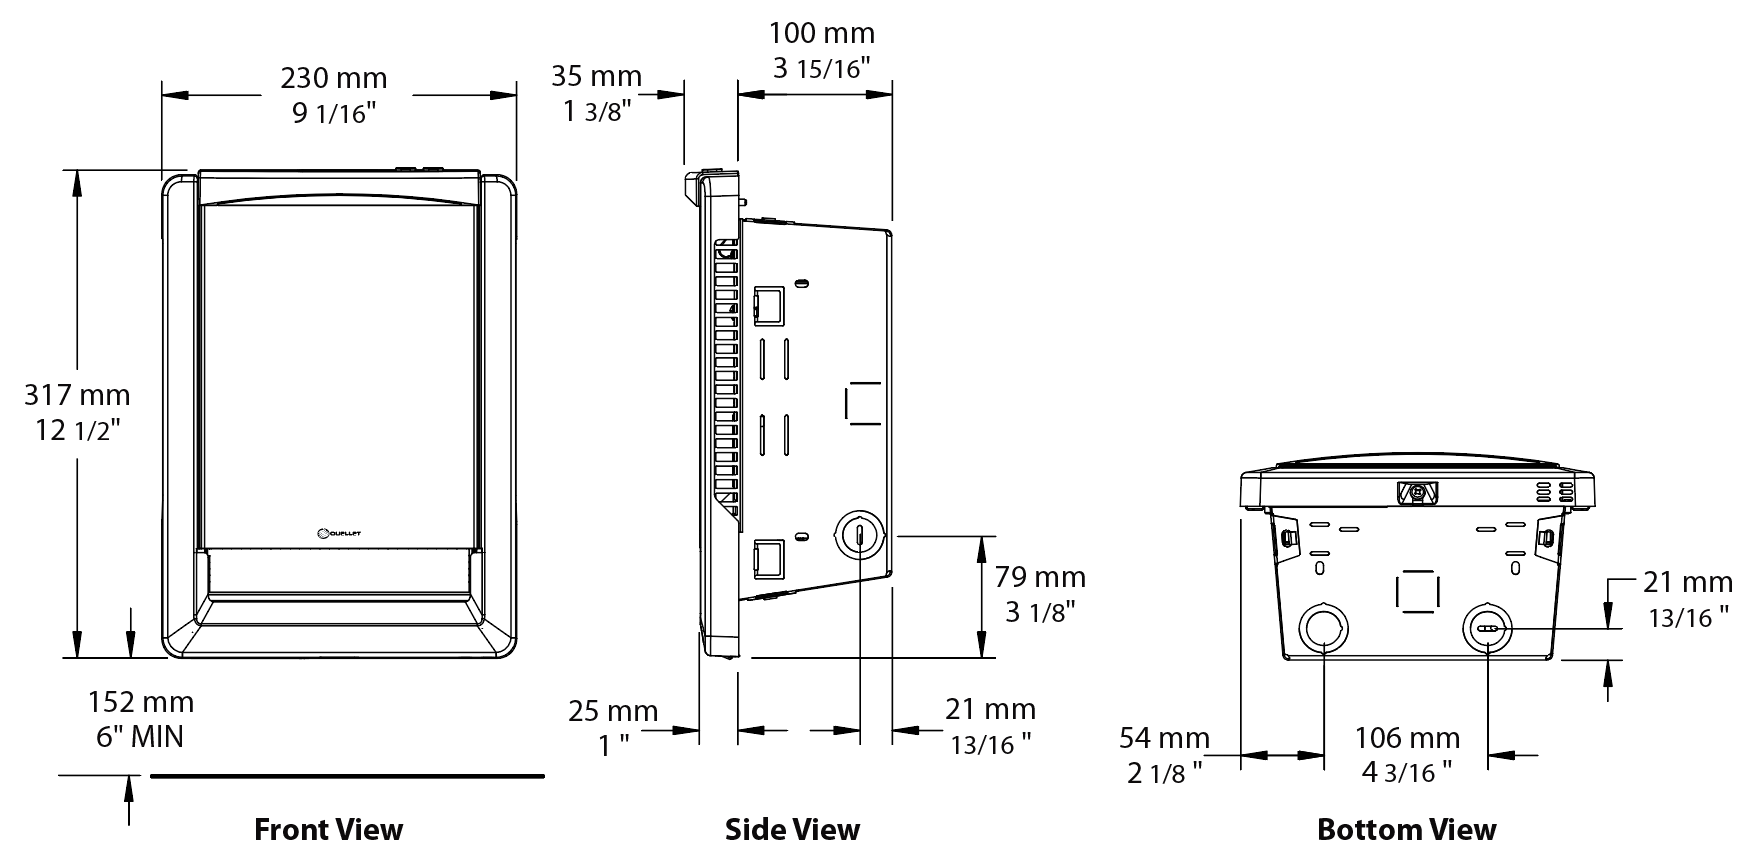 230 mm
9 1/16"
317 mm
12 1/2"
OUELLET
152 mm
6" MIN
Front View
35 mm
1 3/8"
100 mm
3 15/16"
79 mm
3 1/8"
25 mm
1 "
21 mm
13/16 "
Side View
21 mm
13/16 "
54 mm
2 1/8 "
106 mm
4 3/16 "
Bottom View